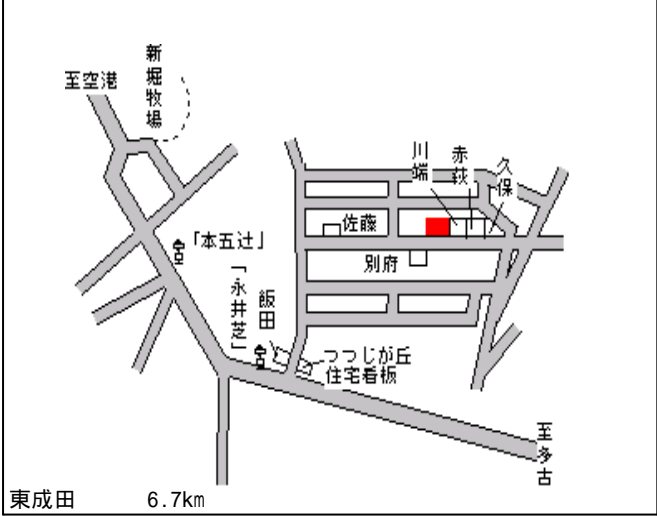 至空港
新堀牧場
川端
赤萩
久保
佐藤
「本五辻」
別府
「永井芝」
飯田
つつじが丘
住宅看板
至多古
東成田 6.7km